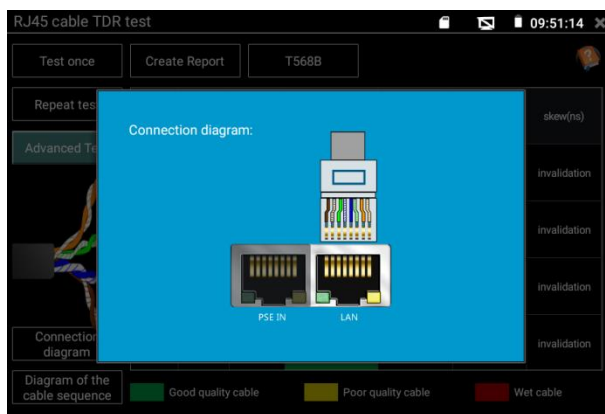 RJ45 cable TDR test
09:51:14
Test once
Create Report
T568B
Repeat tes
skew(ns)
Advanced Te
Connection diagram:
invalidation
invalidation
invalidation
PSE IN
LAN
Connection
diagram
invalidation
Diagram of the
cable sequence
Good quality cable
Poor quality cable
Wet cable